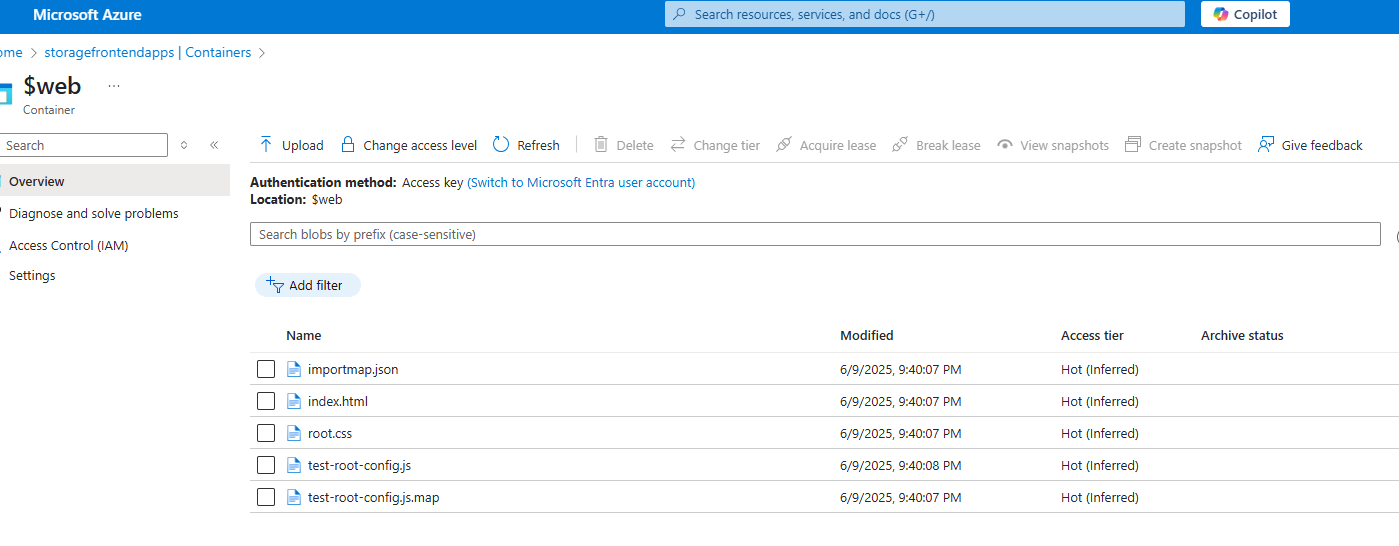 Microsoft Azure
Search resources, services, and docs (G+/)
Copilot
ome > storagefrontendapps | Containers >
$web ...
Container
Search
Upload Change access level Refresh Delete Change tier Acquire lease Break lease View snapshots Create snapshot Give feedback
Overview
Diagnose and solve problems
Access Control (IAM)
Settings
Authentication method: Access key (Switch to Microsoft Entra user account)
Location: $web
Search blobs by prefix (case-sensitive)
Add filter
Name Modified Access tier Archive status
importmap.json 6/9/2025, 9:40:07 PM Hot (Inferred)
index.html 6/9/2025, 9:40:07 PM Hot (Inferred)
root.css 6/9/2025, 9:40:07 PM Hot (Inferred)
test-root-config.js 6/9/2025, 9:40:08 PM Hot (Inferred)
test-root-config.js.map 6/9/2025, 9:40:07 PM Hot (Inferred)